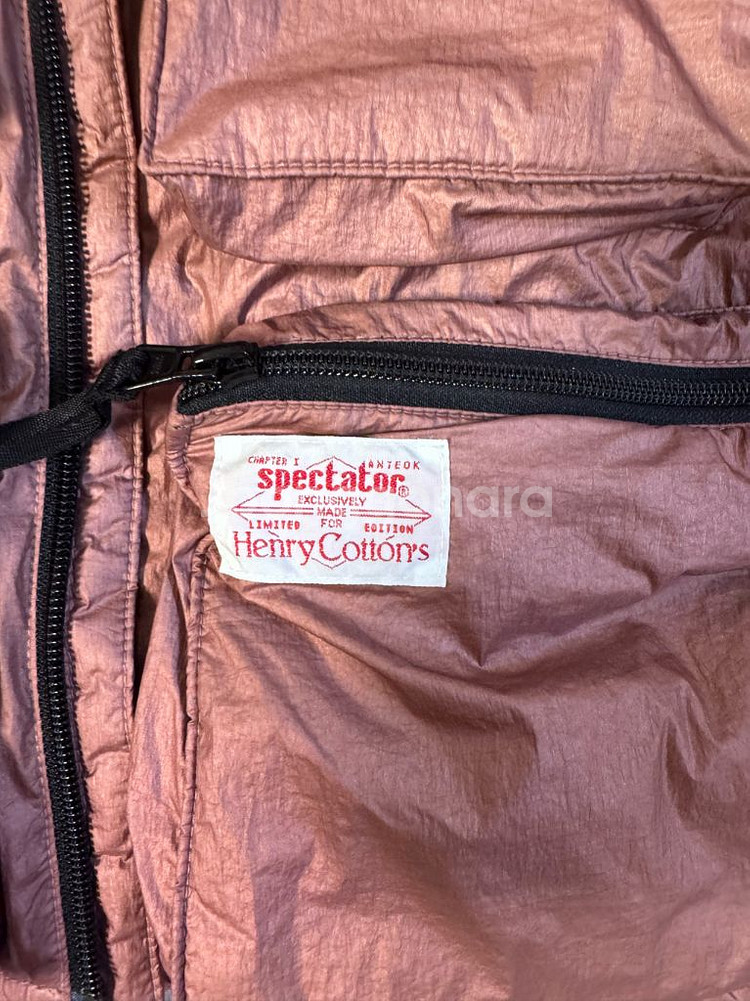 CHAPTER I ANTEOK
spectator®
EXCLUSIVELY
MADE
LIMITED FOR EDITION
Henry Cotton's